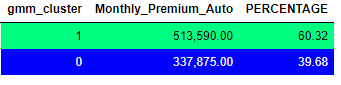 gmm_cluster Monthly_Premium_Auto PERCENTAGE
1 513,590.00 60.32
0 337,875.00 39.68